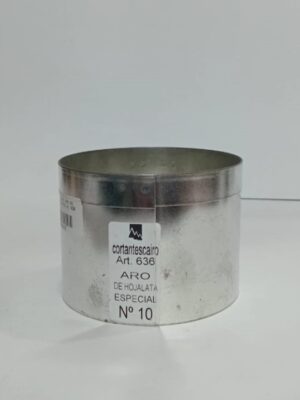 cortantescairo
Art. 636
ARO
DE HOJALATA
ESPECIAL
Nº 10